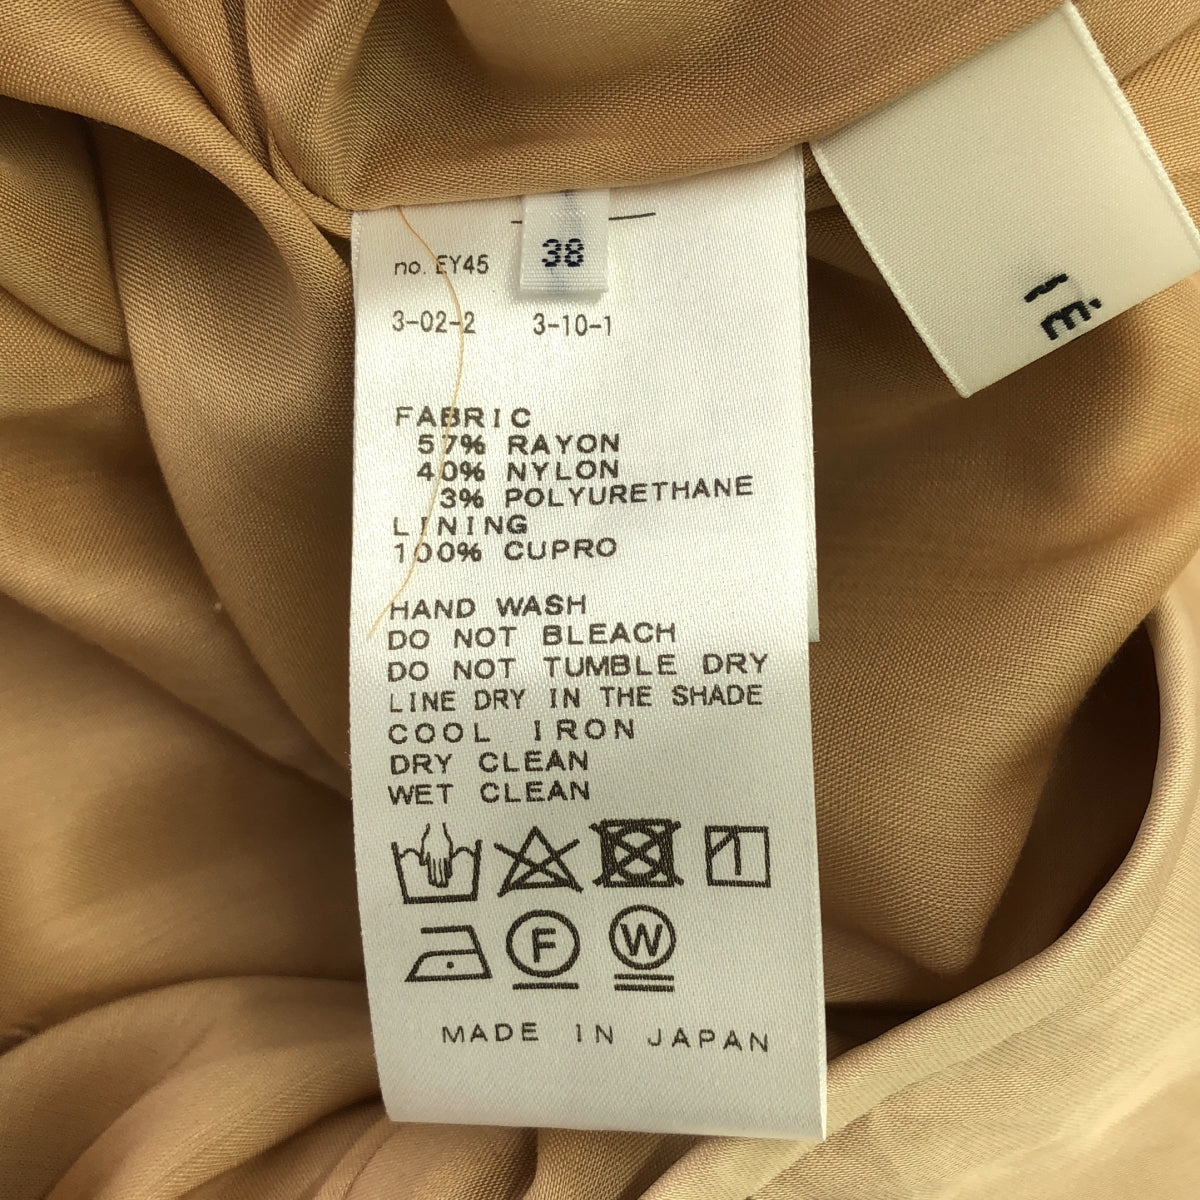 38
no. EY45
3-02-2 3-10-1
FABRIC
57% RAYON
40% NYLON
3% POLYURETHANE
LINING
100% CUPRO
HAND WASH
DO NOT BLEACH
DO NOT TUMBLE DRY
LINE DRY IN THE SHADE
COOL IRON
DRY CLEAN
WET CLEAN
F W
MADE IN JAPAN